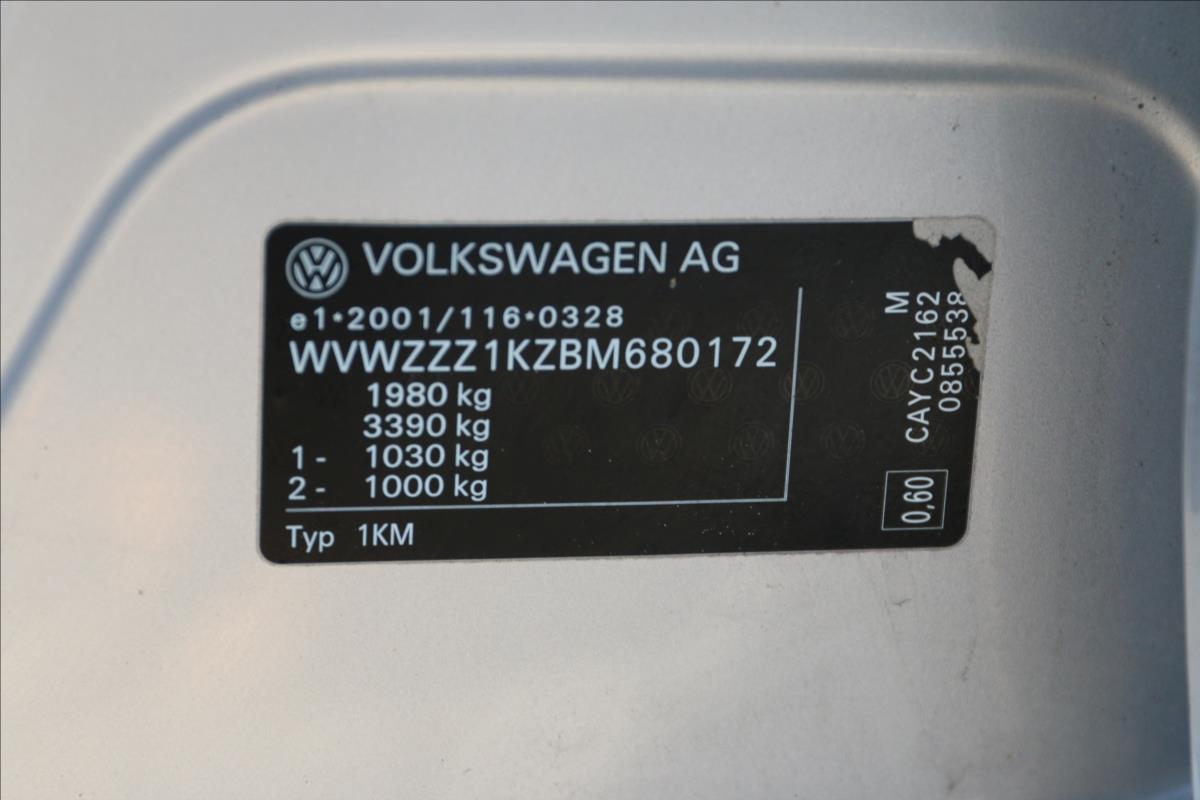 VOLKSWAGEN AG
e1*2001/116*0328
WVWZZZ1KZBM680172
1980 kg
3390 kg
1 - 1030 kg
2 - 1000 kg
Typ 1KM
M
CAYC2162
0855538
0,60